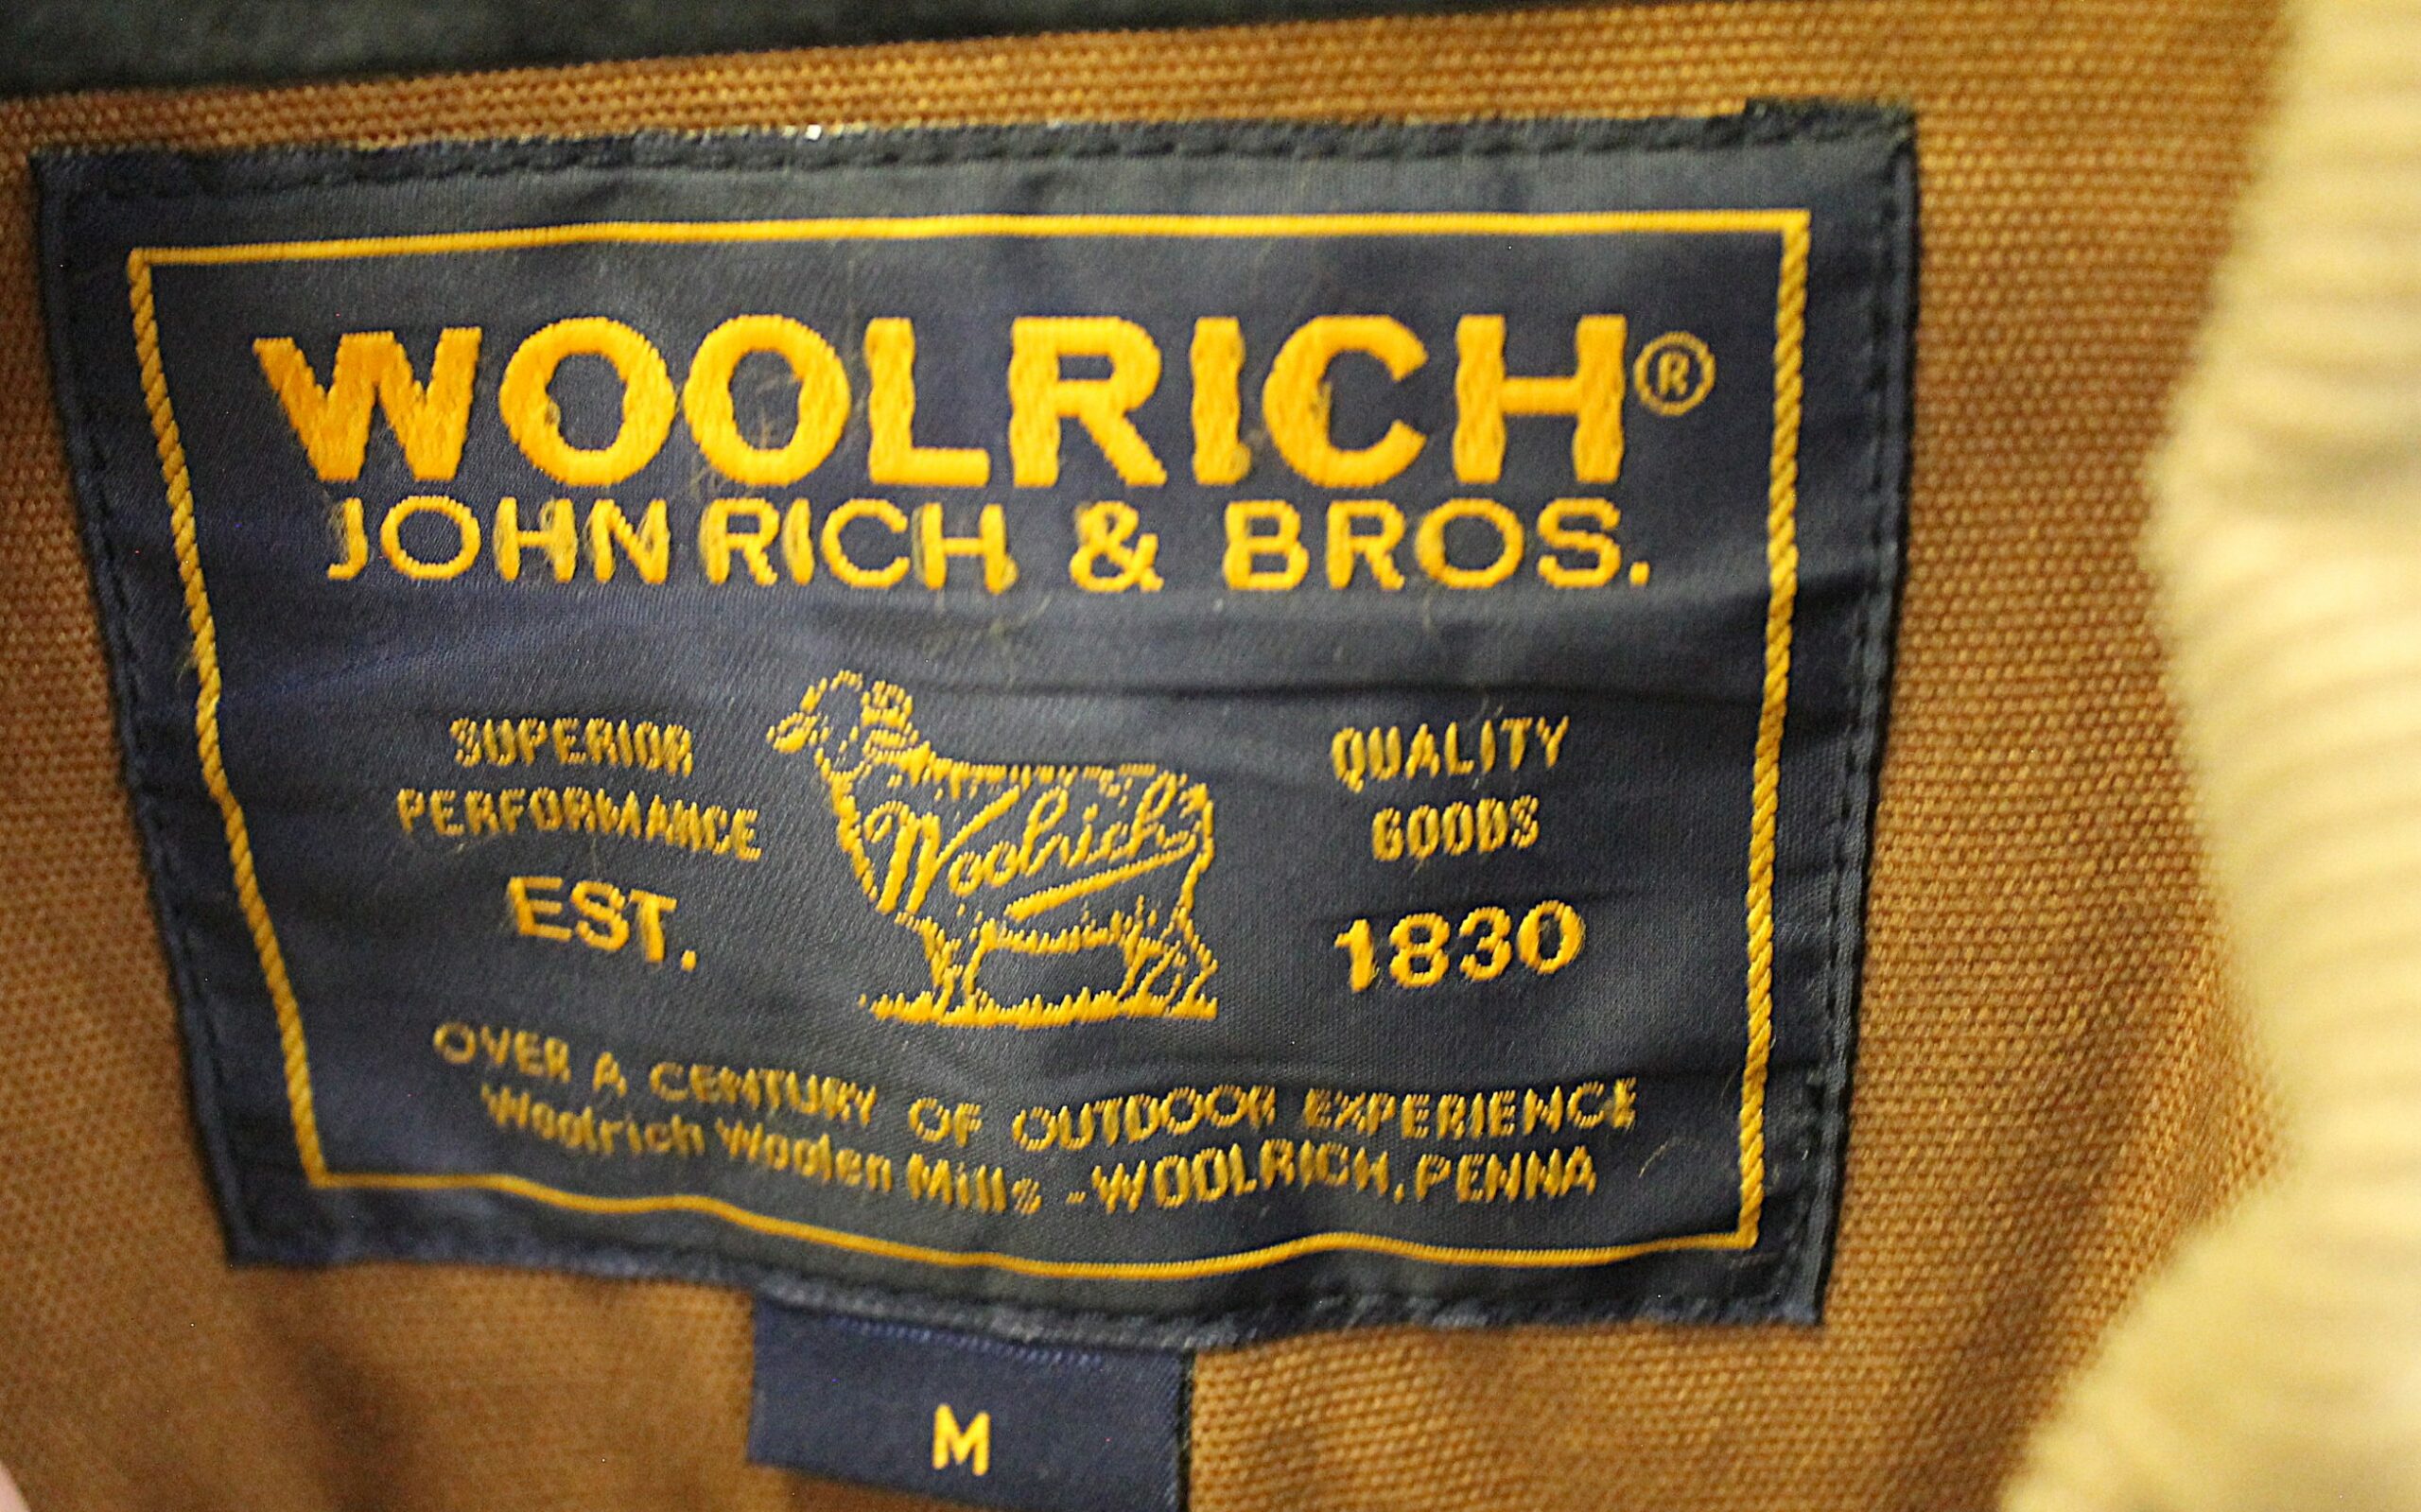 WOOLRICH®
JOHN RICH & BROS.
SUPERIOR
PERFORMANCE
EST.
Woolrich
QUALITY
GOODS
1830
OVER A CENTURY OF OUTDOOR EXPERIENCE
Woolrich Woolen Mills - WOOLRICH, PENNA
M